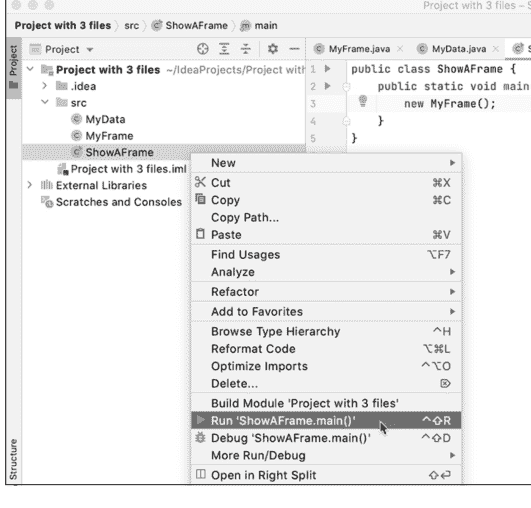 Project with 3 files – S
Project with 3 files › src › ShowAFrame › main
Project
Project
MyFrame.java
MyData.java
S
Project with 3 files ~/IdeaProjects/Project wit
.idea
src
MyData
MyFrame
ShowAFrame
Project with 3 files.iml
External Libraries
Scratches and Consoles
1 public class ShowAFrame {
2 public static void main
3 new MyFrame();
4 }
5 }
New
Cut ⌘X
Copy ⌘C
Copy Path...
Paste ⌘V
Find Usages ⌥F7
Analyze
Refactor
Add to Favorites
Browse Type Hierarchy ^H
Reformat Code ⌥⌘L
Optimize Imports ^⌥O
Delete... ⌦
Build Module 'Project with 3 files'
Run 'ShowAFrame.main()' ^⇧R
Debug 'ShowAFrame.main()' ^⇧D
More Run/Debug
Open in Right Split ⇧⏎
Structure